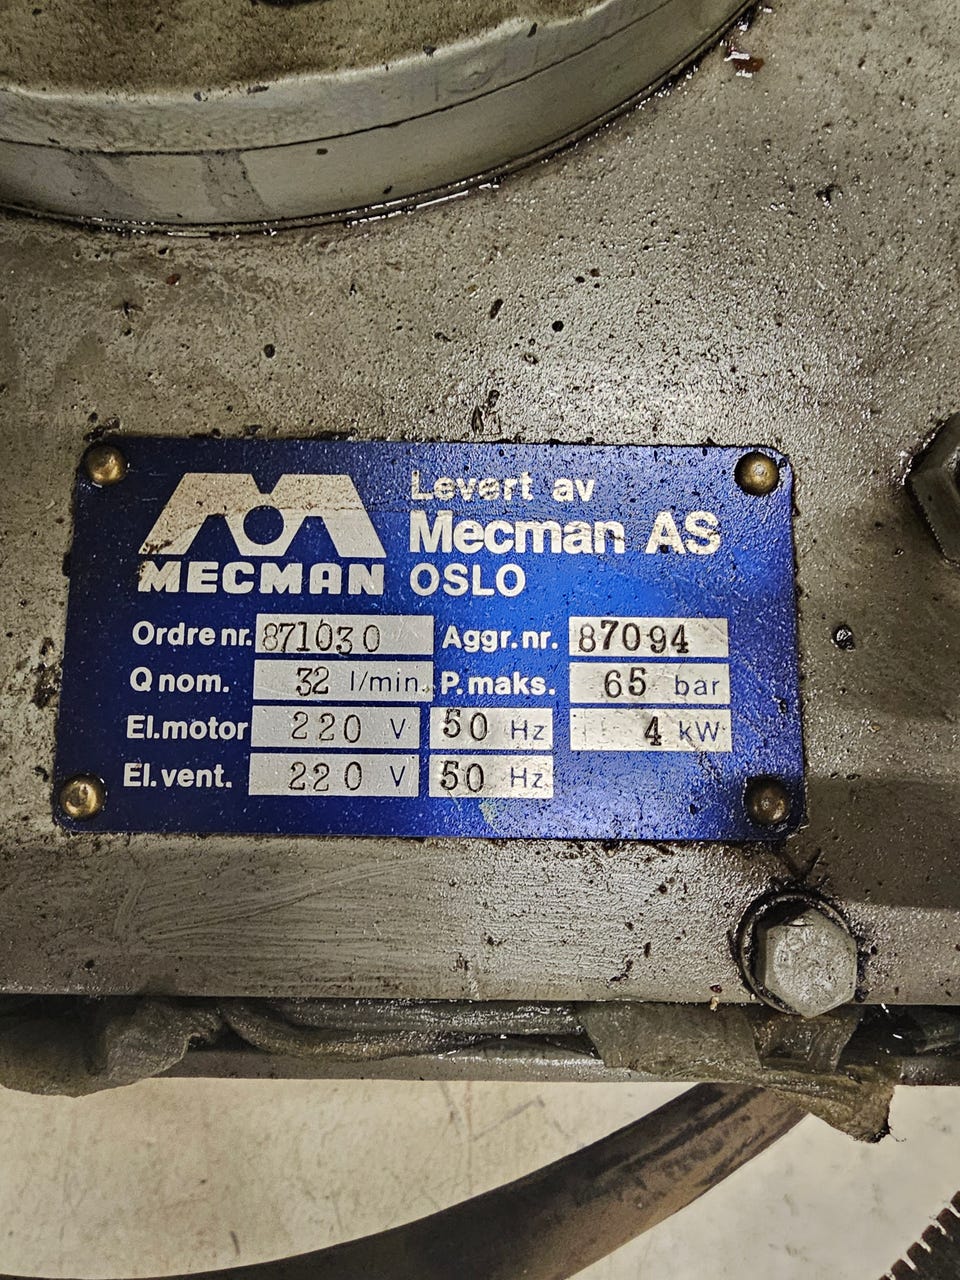 Levert av
Mecman AS
MECMAN OSLO
Ordre nr. 871030 Aggr.nr. 87094
Q nom. 32 l/min. P.maks. 65 bar
El.motor 220 V 50 Hz 4 kW
El.vent. 220 V 50 Hz